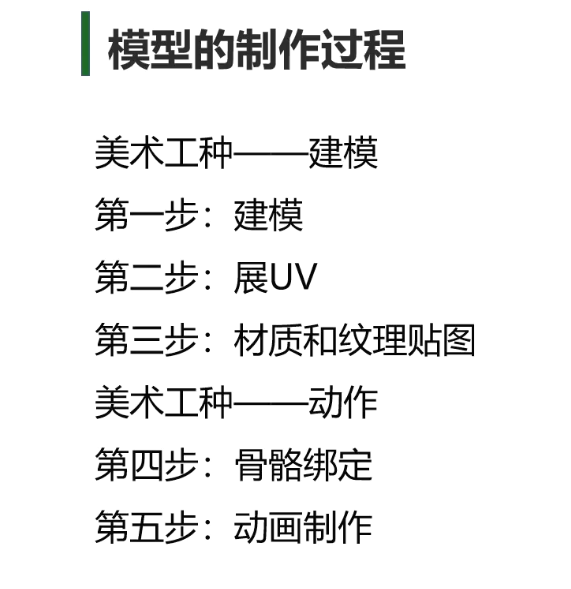 模型的制作过程
美术工种——建模
第一步：建模
第二步：展UV
第三步：材质和纹理贴图
美术工种——动作
第四步：骨骼绑定
第五步：动画制作